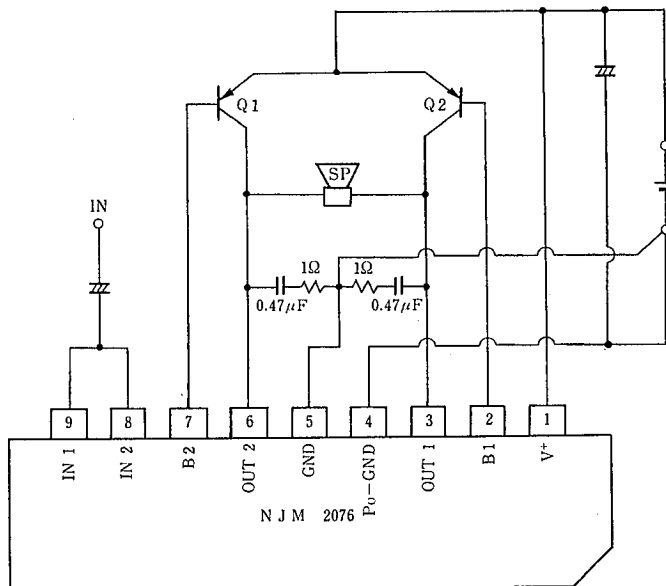 Q1
Q2
SP
IN
1Ω
1Ω
0.47μF
0.47μF
9
8
7
6
5
4
3
2
1
IN 1
IN 2
B2
OUT 2
GND
Po-GND
OUT 1
B1
V+
NJM 2076